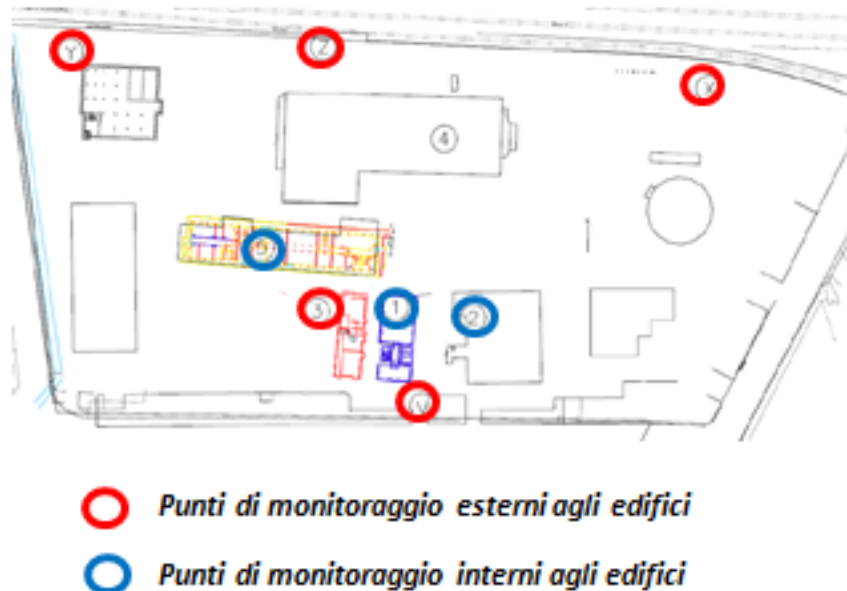 Y
Z
X
4
5
3
1
2
V
Punti di monitoraggio esterni agli edifici
Punti di monitoraggio interni agli edifici